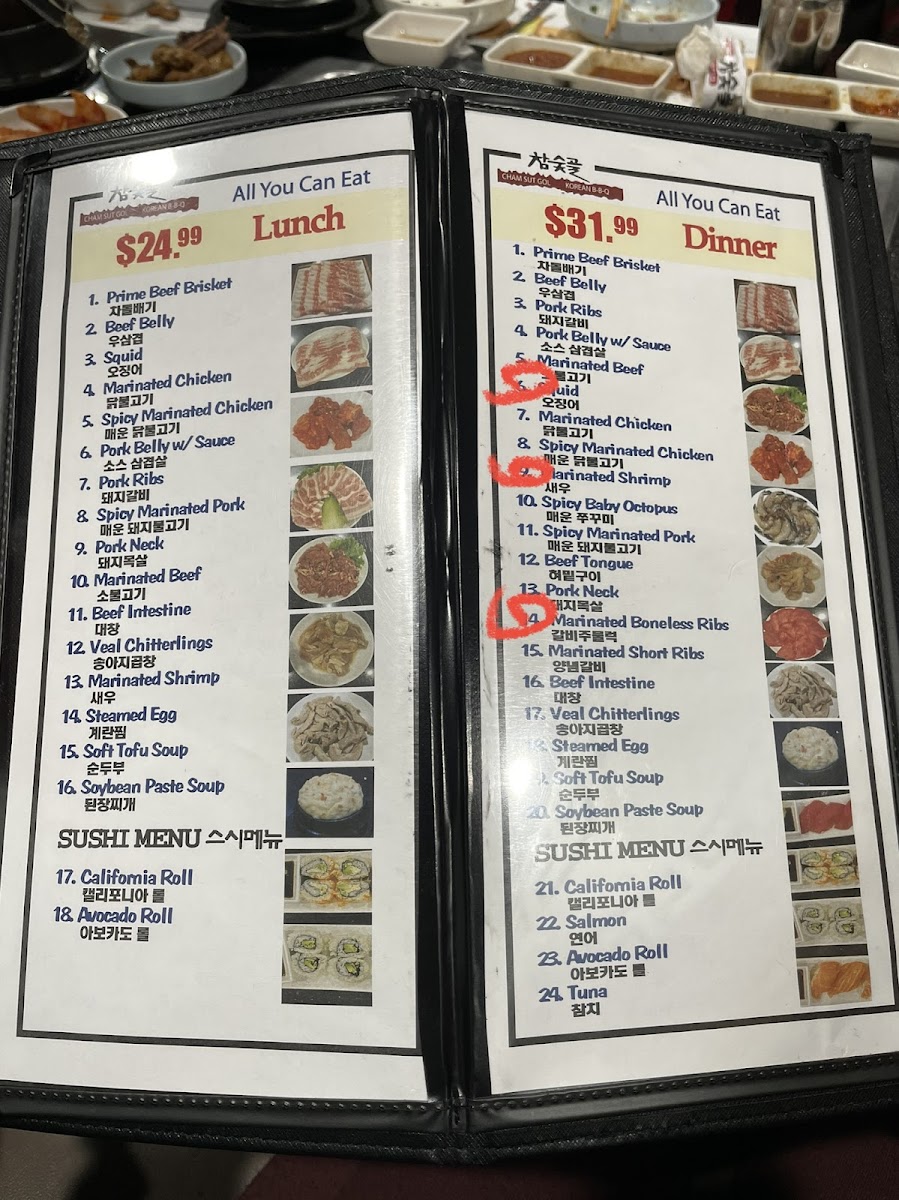 참숯골
CHAM SUT GOL KOREAN B-B-Q
All You Can Eat
$24.99 Lunch
1. Prime Beef Brisket
차돌배기
2. Beef Belly
우삼겹
3. Squid
오징어
4. Marinated Chicken
닭불고기
5. Spicy Marinated Chicken
매운 닭불고기
6. Pork Belly w/ Sauce
소스 삼겹살
7. Pork Ribs
돼지갈비
8. Spicy Marinated Pork
매운 돼지불고기
9. Pork Neck
돼지목살
10. Marinated Beef
소불고기
11. Beef Intestine
대창
12. Veal Chitterlings
송아지곱창
13. Marinated Shrimp
새우
14. Steamed Egg
계란찜
15. Soft Tofu Soup
순두부
16. Soybean Paste Soup
된장찌개
SUSHI MENU 스시메뉴
17. California Roll
캘리포니아 롤
18. Avocado Roll
아보카도 롤
참숯골
CHAM SUT GOL KOREAN B-B-Q
All You Can Eat
$31.99 Dinner
1. Prime Beef Brisket
차돌배기
2. Beef Belly
우삼겹
3. Pork Ribs
돼지갈비
4. Pork Belly w/ Sauce
소스 삼겹살
5. Marinated Beef
불고기
오징어
7. Marinated Chicken
닭불고기
8. Spicy Marinated Chicken
매운 닭불고기
Marinated Shrimp
새우
10. Spicy Baby Octopus
매운 쭈꾸미
11. Spicy Marinated Pork
매운 돼지불고기
12. Beef Tongue
혀밑구이
13. Pork Neck
돼지목살
Marinated Boneless Ribs
갈비주물럭
15. Marinated Short Ribs
양념갈비
16. Beef Intestine
대창
17. Veal Chitterlings
송아지곱창
18. Steamed Egg
계란찜
9. Soft Tofu Soup
순두부
20. Soybean Paste Soup
된장찌개
SUSHI MENU 스시메뉴
21. California Roll
캘리포니아 롤
22. Salmon
연어
23. Avocado Roll
아보카도 롤
24. Tuna
참치